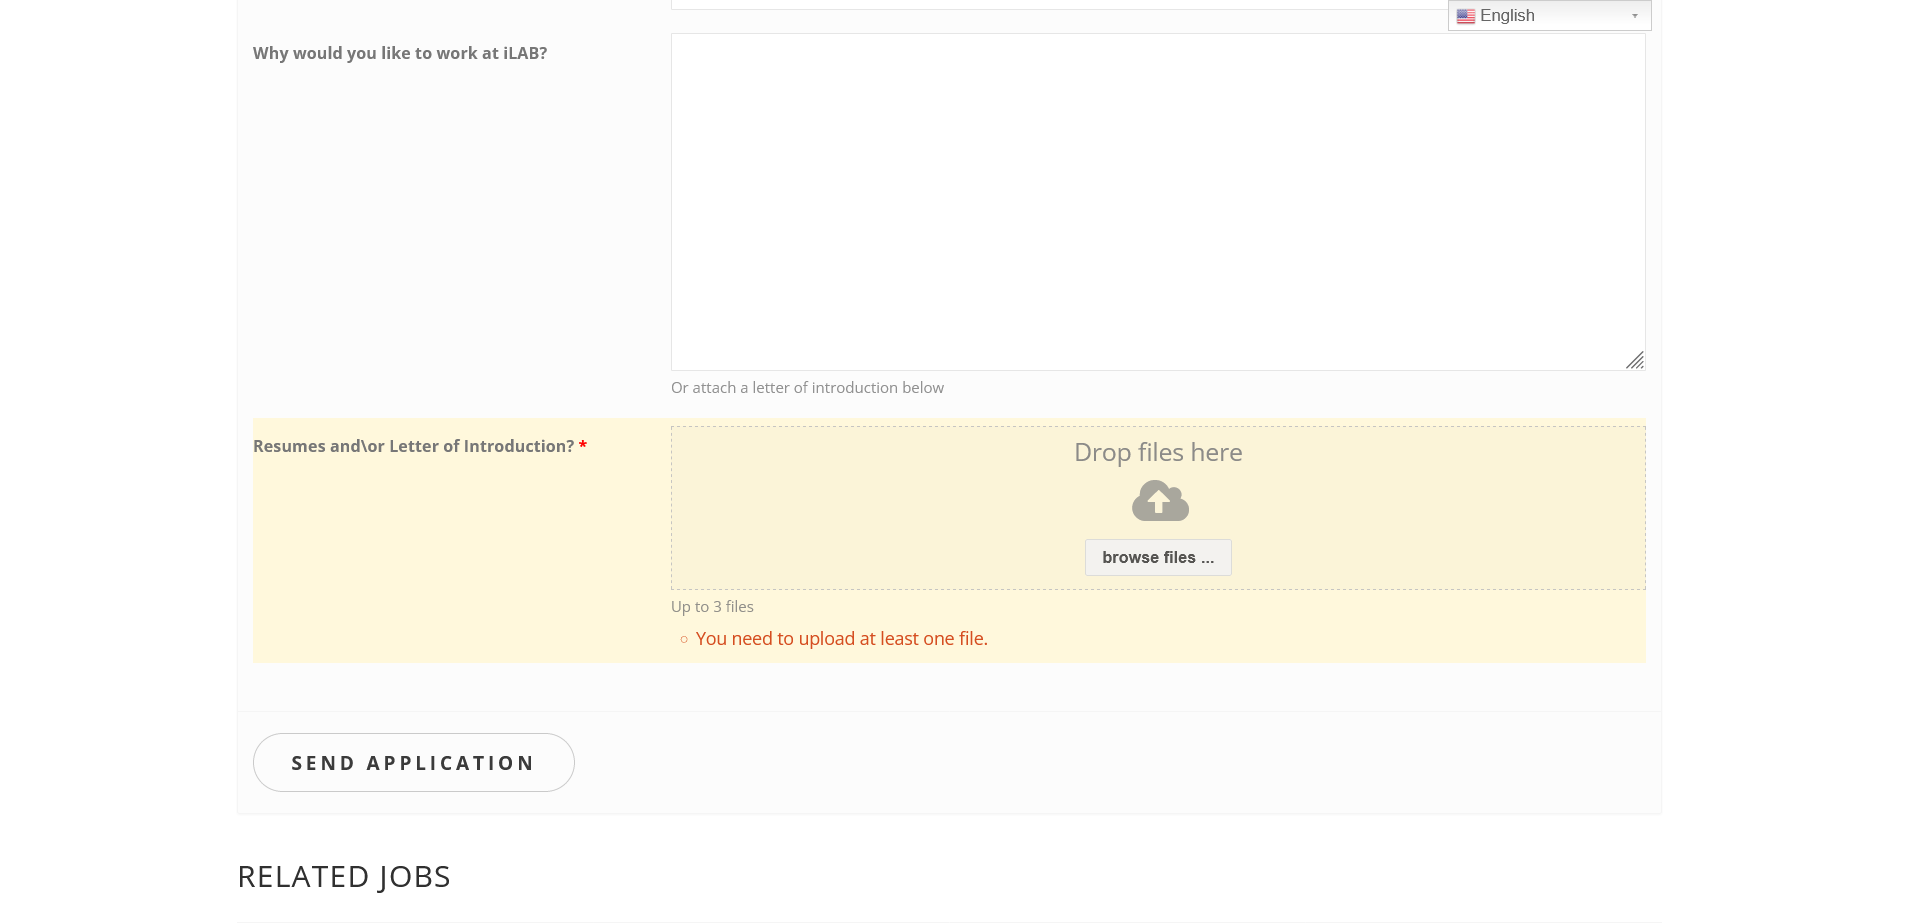 English
Why would you like to work at iLAB?
Or attach a letter of introduction below
Resumes and\or Letter of Introduction? *
Drop files here
browse files ...
Up to 3 files
You need to upload at least one file.
SEND APPLICATION
RELATED JOBS